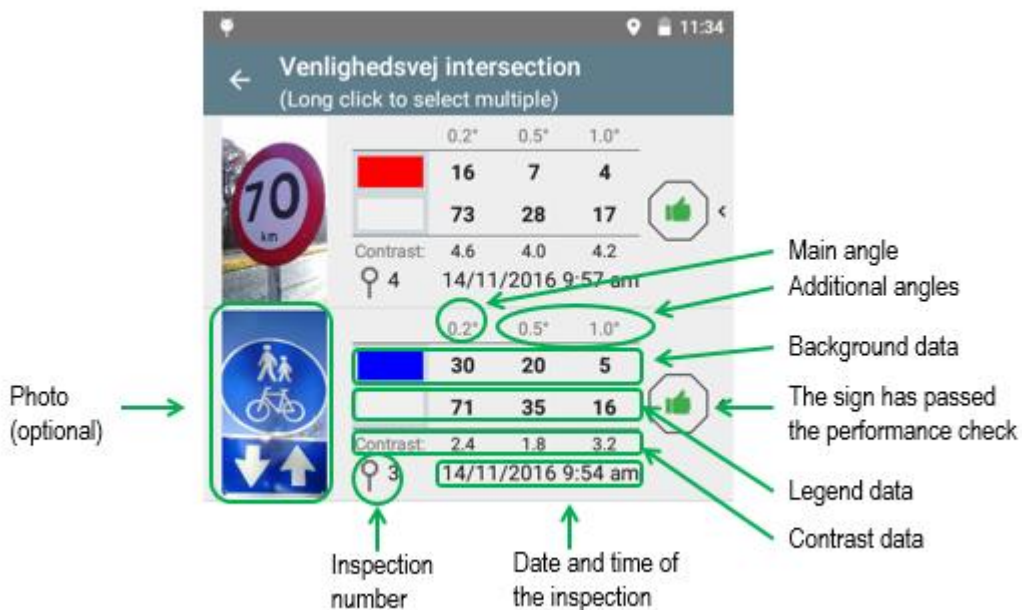 11:34
Venlighedsvej intersection
(Long click to select multiple)
0.2° 0.5° 1.0°
70
km
16 7 4
73 28 17
Contrast: 4.6 4.0 4.2
4 14/11/2016 9:57 am
0.2° 0.5° 1.0°
30 20 5
71 35 16
Contrast: 2.4 1.8 3.2
3 14/11/2016 9:54 am
Main angle
Additional angles
Background data
The sign has passed
the performance check
Legend data
Contrast data
Photo
(optional)
Inspection
number
Date and time of
the inspection